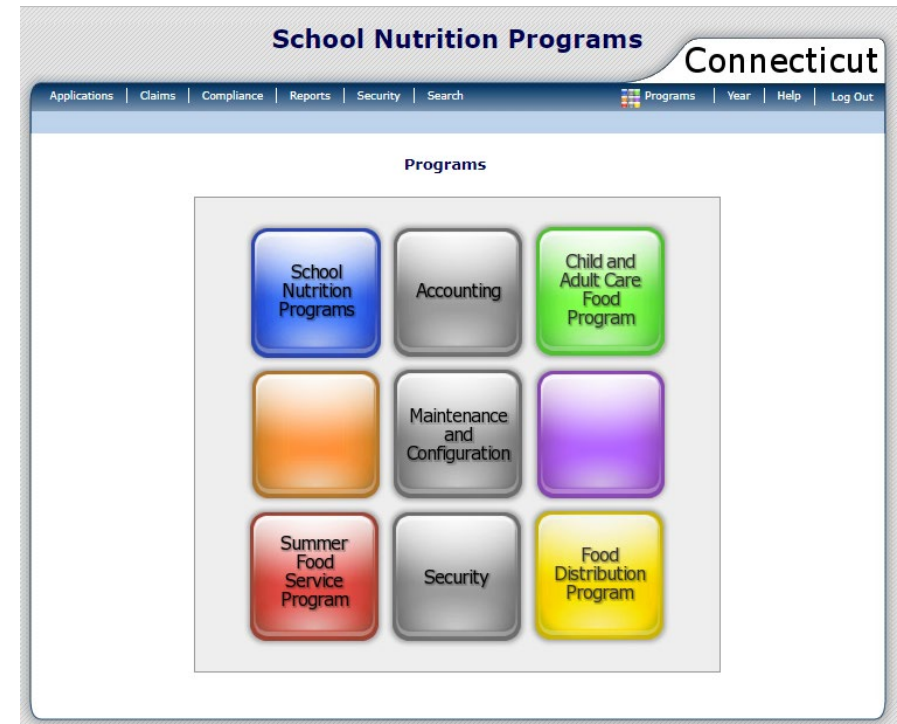 School Nutrition Programs
Connecticut
Applications | Claims | Compliance | Reports | Security | Search
Programs | Year | Help | Log Out
Programs
School
Nutrition
Programs
Accounting
Child and
Adult Care
Food
Program
Maintenance
and
Configuration
Summer
Food
Service
Program
Security
Food
Distribution
Program